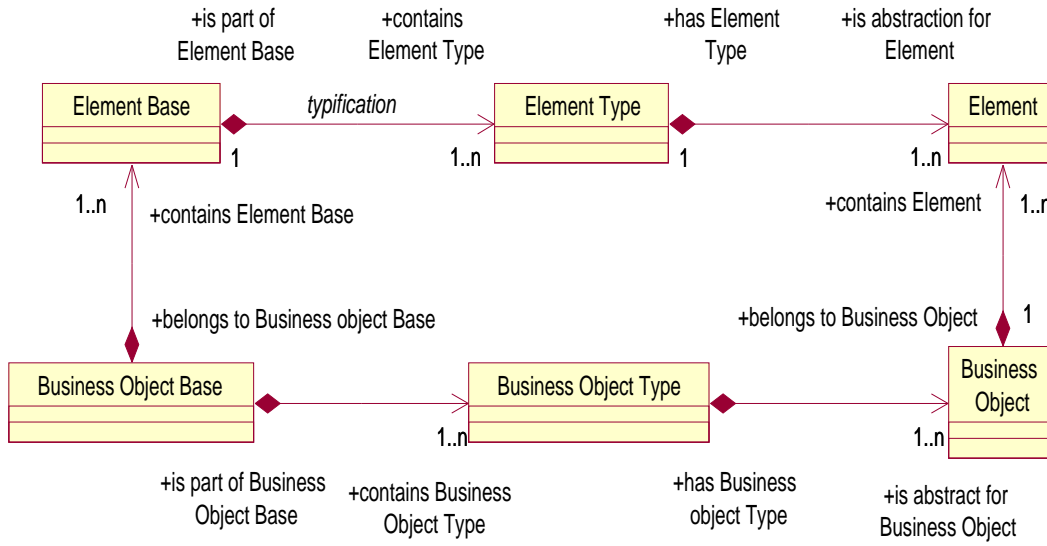 +is part of
Element Base
+contains
Element Type
+has Element
Type
+is abstraction for
Element
Element Base
typification
Element Type
Element
1
1..n
1
1..n
1..n
+contains Element Base
+contains Element
1..n
+belongs to Business object Base
+belongs to Business Object
1
Business Object Base
Business Object Type
Business
Object
1..n
1..n
+is part of Business
Object Base
+contains Business
Object Type
+has Business
object Type
+is abstract for
Business Object